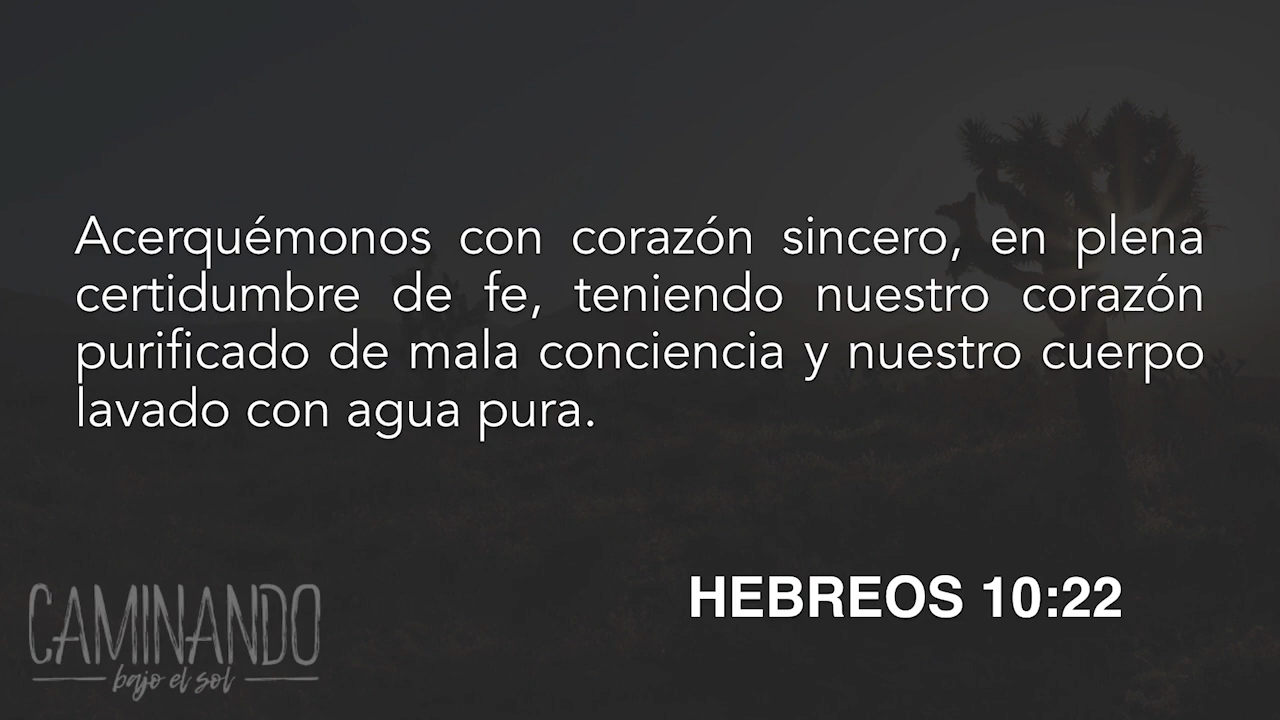 Acerquémonos con corazón sincero, en plena
certidumbre de fe, teniendo nuestro corazón
purificado de mala conciencia y nuestro cuerpo
lavado con agua pura.
HEBREOS 10:22
CAMINANDO
bajo el sol